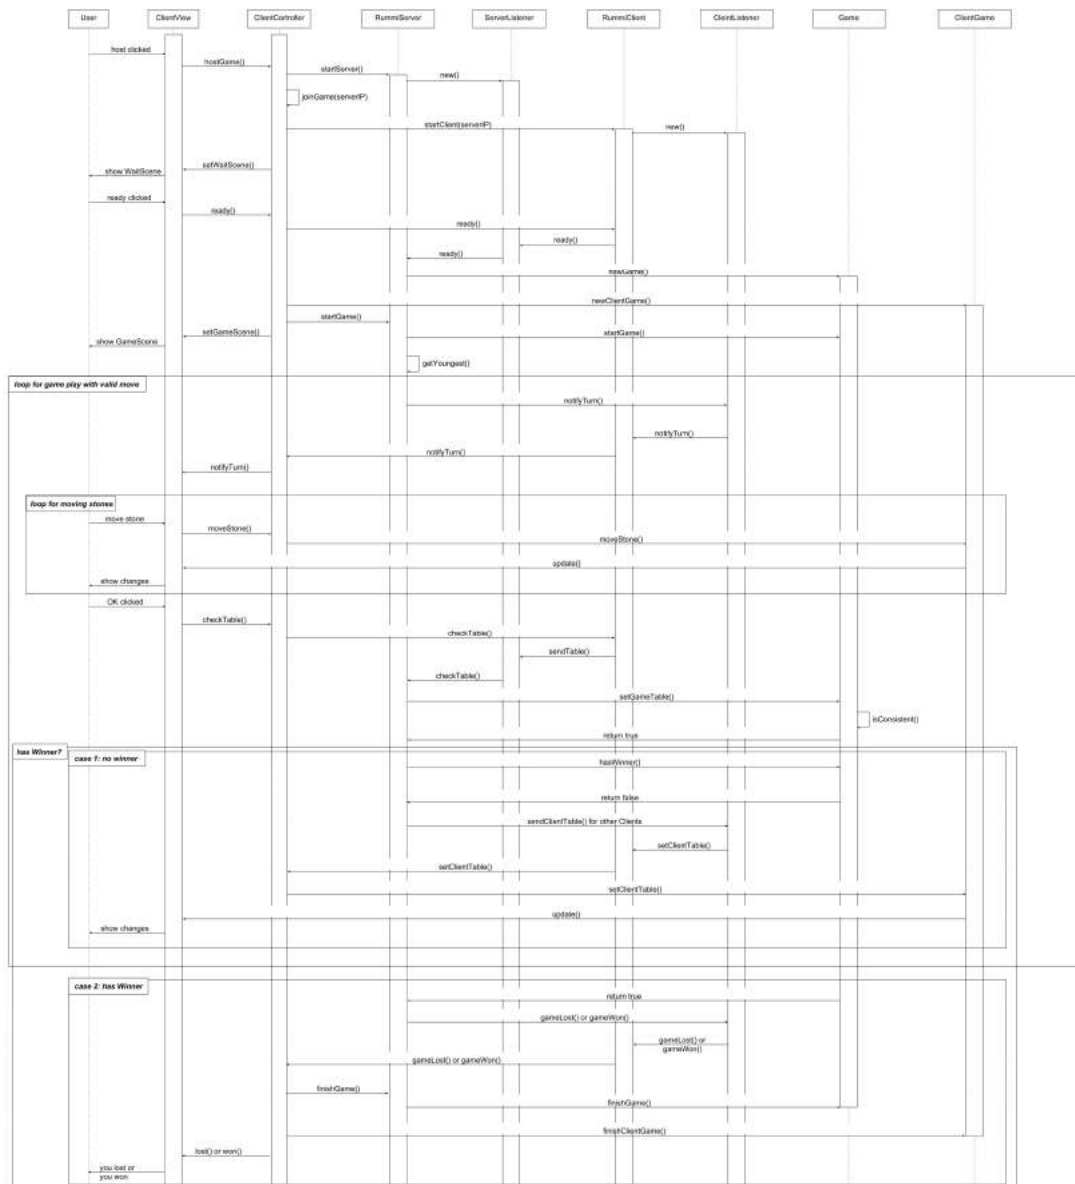 User ClientView ClientController RummiServer ServerListener RummiClient ClientListener Game ClientGame
host clicked
hostGame()
startServer()
new()
joinGame(serverIP)
startClient(serverIP)
new()
setWaitScene()
show WaitScene
ready clicked
ready()
ready()
ready()
ready()
newGame()
newClientGame()
startGame()
setGameScene()
startGame()
show GameScene
getYoungest()
loop for game play with valid move
notifyTurn()
notifyTurn()
notifyTurn()
notifyTurn()
loop for moving stones
move stone
moveStone()
moveStone()
update()
show changes
OK clicked
checkTable()
checkTable()
sendTable()
checkTable()
setGameTable()
isConsistent()
return true
has Winner?
case 1: no winner
hasWinner()
return false
sendClientTable() for other Clients
setClientTable()
setClientTable()
setClientTable()
update()
show changes
case 2: has Winner
return true
gameLost() or gameWon()
gameLost() or
gameWon()
gameLost() or gameWon()
finishGame()
finishGame()
finishClientGame()
lost() or won()
you lost or
you won